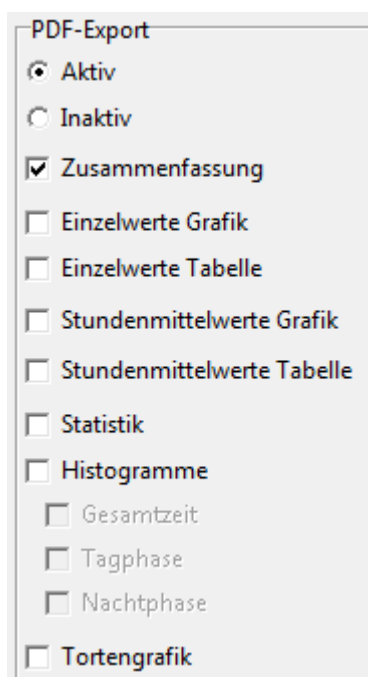 PDF-Export
Aktiv
Inaktiv
Zusammenfassung
Einzelwerte Grafik
Einzelwerte Tabelle
Stundenmittelwerte Grafik
Stundenmittelwerte Tabelle
Statistik
Histogramme
Gesamtzeit
Tagphase
Nachtphase
Tortengrafik